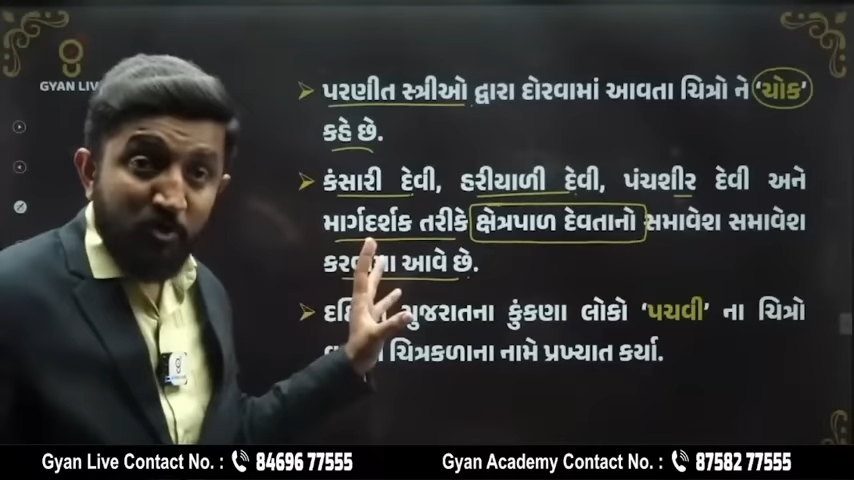 GYAN LIV
પરણીત સ્ત્રીઓ દ્વારા દોરવામાં આવતા ચિત્રો ને ‘ચોક’
કહે છે.
કંસારી દેવી, હરીયાળી દેવી, પંચશીર દેવી અને
માર્ગદર્શક તરીકે ક્ષેત્રપાળ દેવતાનો સમાવેશ સમાવેશ
આવે છે.
ગુજરાતના કુંકણા લોકો ‘પચવી’ ના ચિત્રો
ચિત્રકળાના નામે પ્રખ્યાત કર્યા.
Gyan Live Contact No. : 84696 77555
Gyan Academy Contact No. : 87582 77555